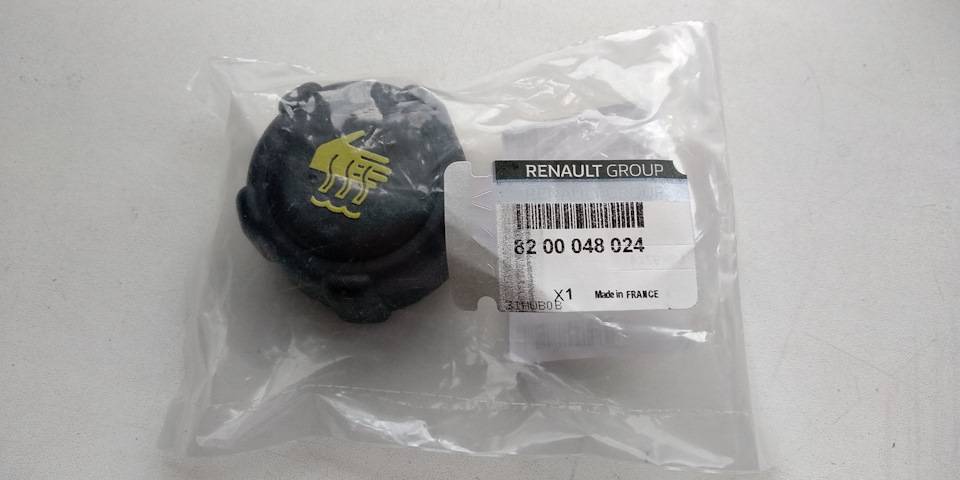 RENAULT GROUP
82 00 048 024
X1 Made in FRANCE